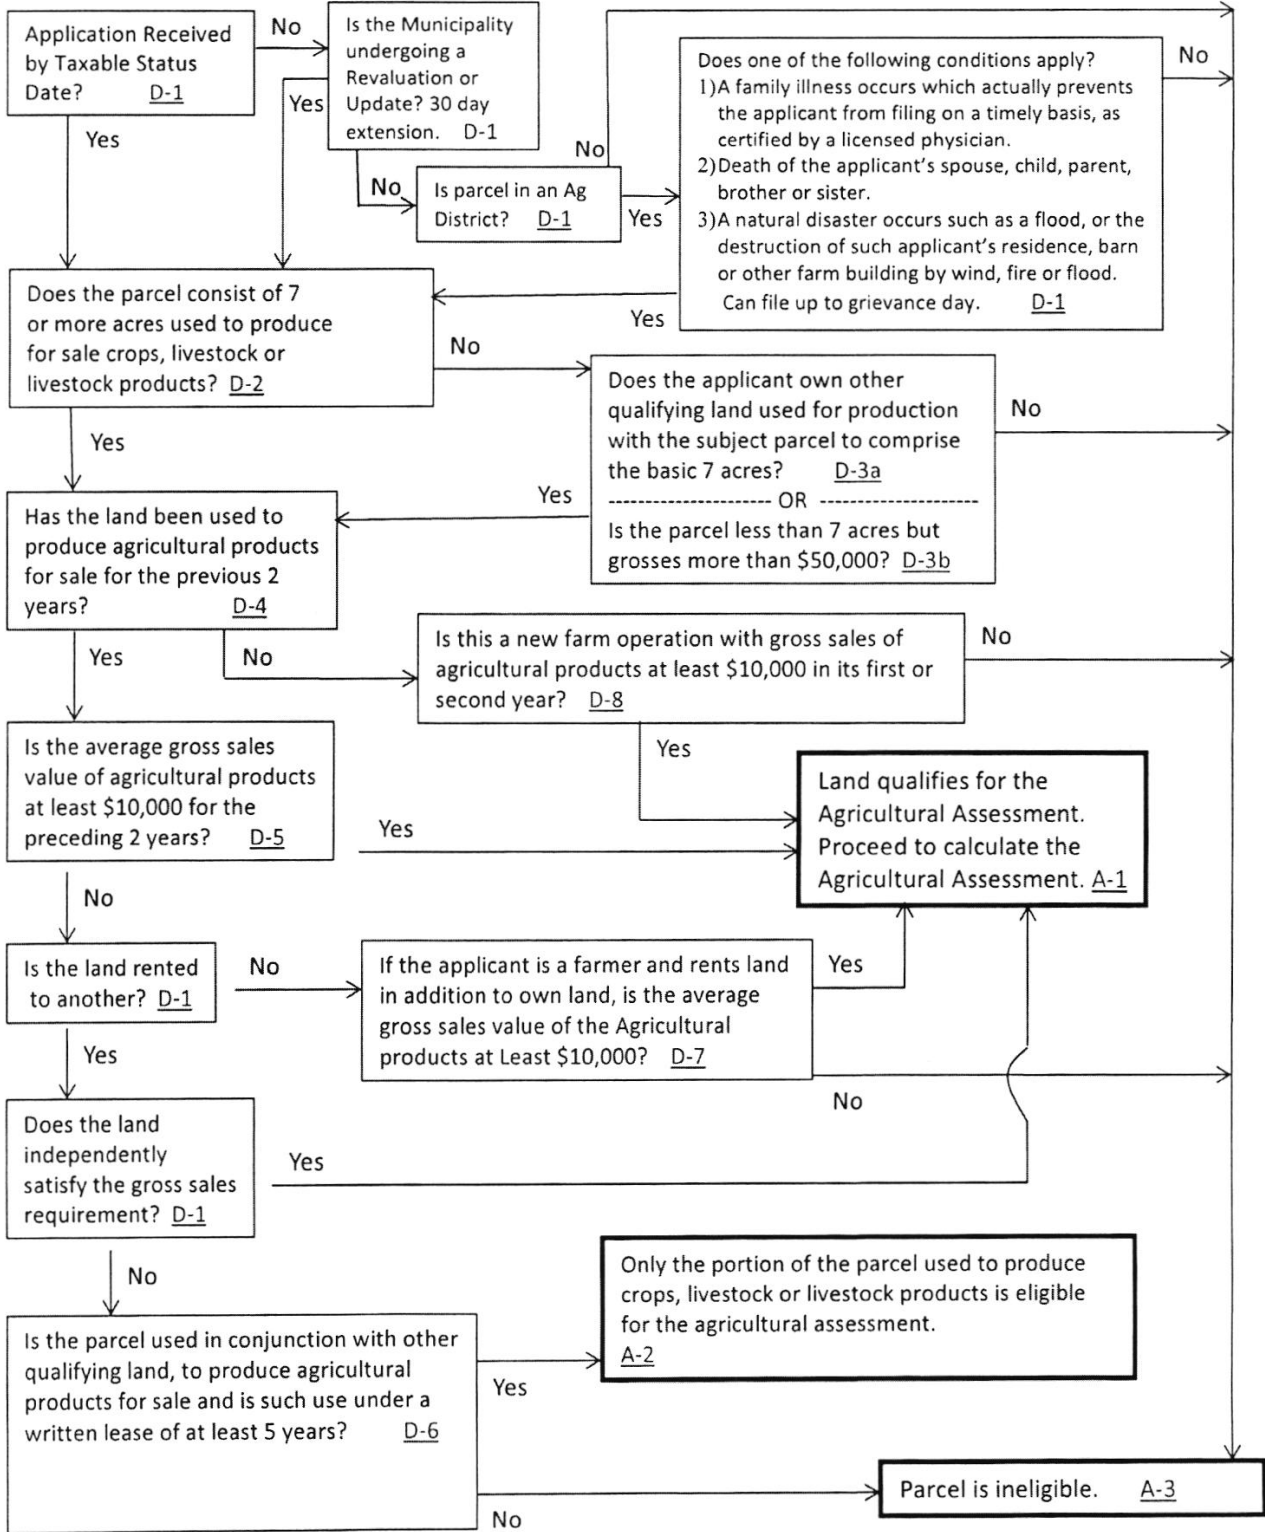 Application Received
by Taxable Status
Date? D-1
No
Yes
Is the Municipality
undergoing a
Revaluation or
Update? 30 day
extension. D-1
Yes
No
Is parcel in an Ag
District? D-1
No
Yes
Does one of the following conditions apply?
1)A family illness occurs which actually prevents
the applicant from filing on a timely basis, as
certified by a licensed physician.
2)Death of the applicant's spouse, child, parent,
brother or sister.
3)A natural disaster occurs such as a flood, or the
destruction of such applicant's residence, barn
or other farm building by wind, fire or flood.
Can file up to grievance day. D-1
No
Yes
Does the parcel consist of 7
or more acres used to produce
for sale crops, livestock or
livestock products? D-2
No
Yes
Does the applicant own other
qualifying land used for production
with the subject parcel to comprise
the basic 7 acres? D-3a
---------------------- OR ----------------------
Is the parcel less than 7 acres but
grosses more than $50,000? D-3b
No
Yes
Has the land been used to
produce agricultural products
for sale for the previous 2
years? D-4
Yes
No
Is this a new farm operation with gross sales of
agricultural products at least $10,000 in its first or
second year? D-8
No
Yes
Is the average gross sales
value of agricultural products
at least $10,000 for the
preceding 2 years? D-5
Yes
No
Land qualifies for the
Agricultural Assessment.
Proceed to calculate the
Agricultural Assessment. A-1
Is the land rented
to another? D-1
No
Yes
If the applicant is a farmer and rents land
in addition to own land, is the average
gross sales value of the Agricultural
products at Least $10,000? D-7
Yes
No
Does the land
independently
satisfy the gross sales
requirement? D-1
Yes
No
Is the parcel used in conjunction with other
qualifying land, to produce agricultural
products for sale and is such use under a
written lease of at least 5 years? D-6
Yes
No
Only the portion of the parcel used to produce
crops, livestock or livestock products is eligible
for the agricultural assessment.
A-2
Parcel is ineligible. A-3